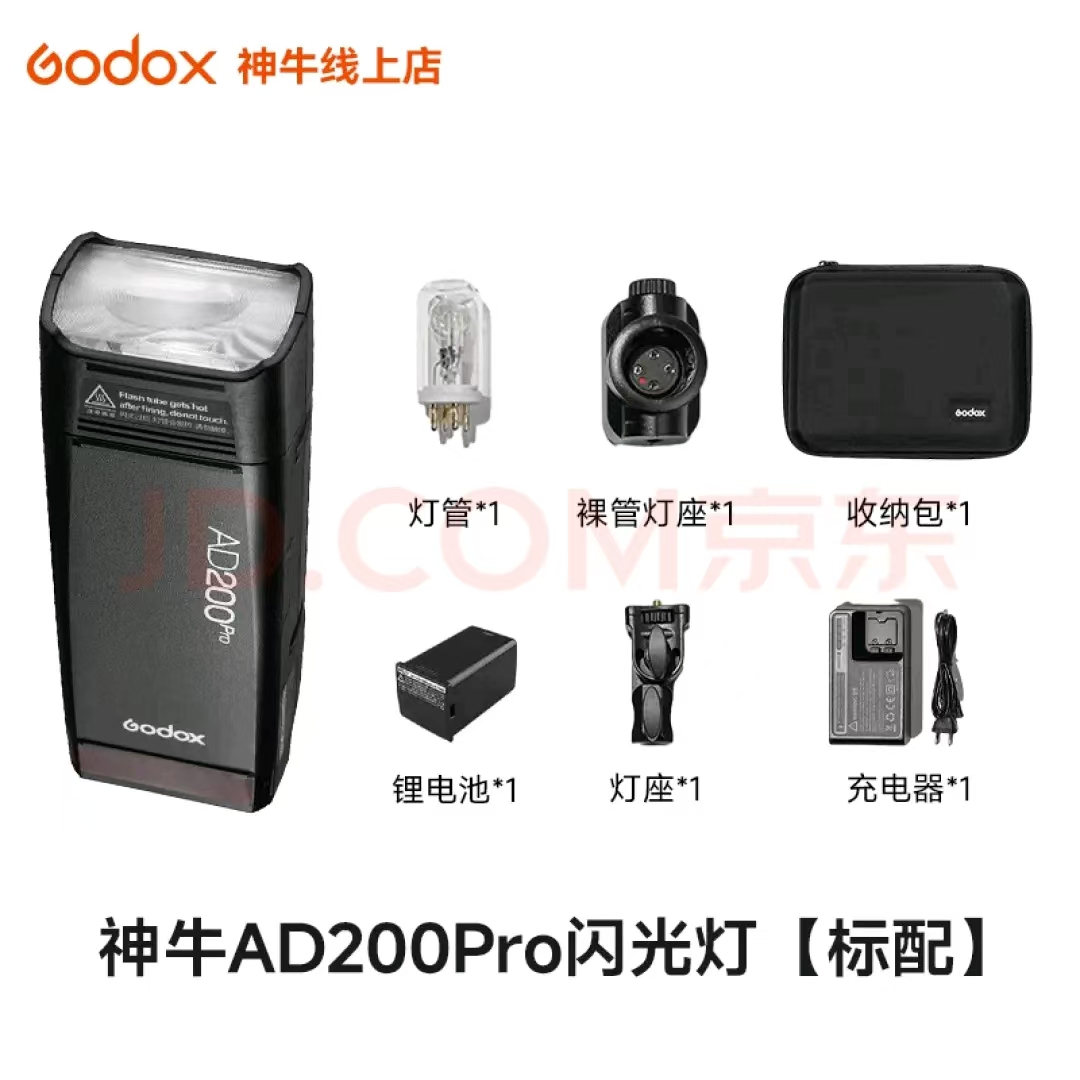 Godox 神牛线上店
Flash tube gets hot
after firing, do not touch.
AD200Pro
Godox
Godox
灯管*1
裸管灯座*1
收纳包*1
JD.COM京东
锂电池*1
灯座*1
充电器*1
神牛AD200Pro闪光灯【标配】